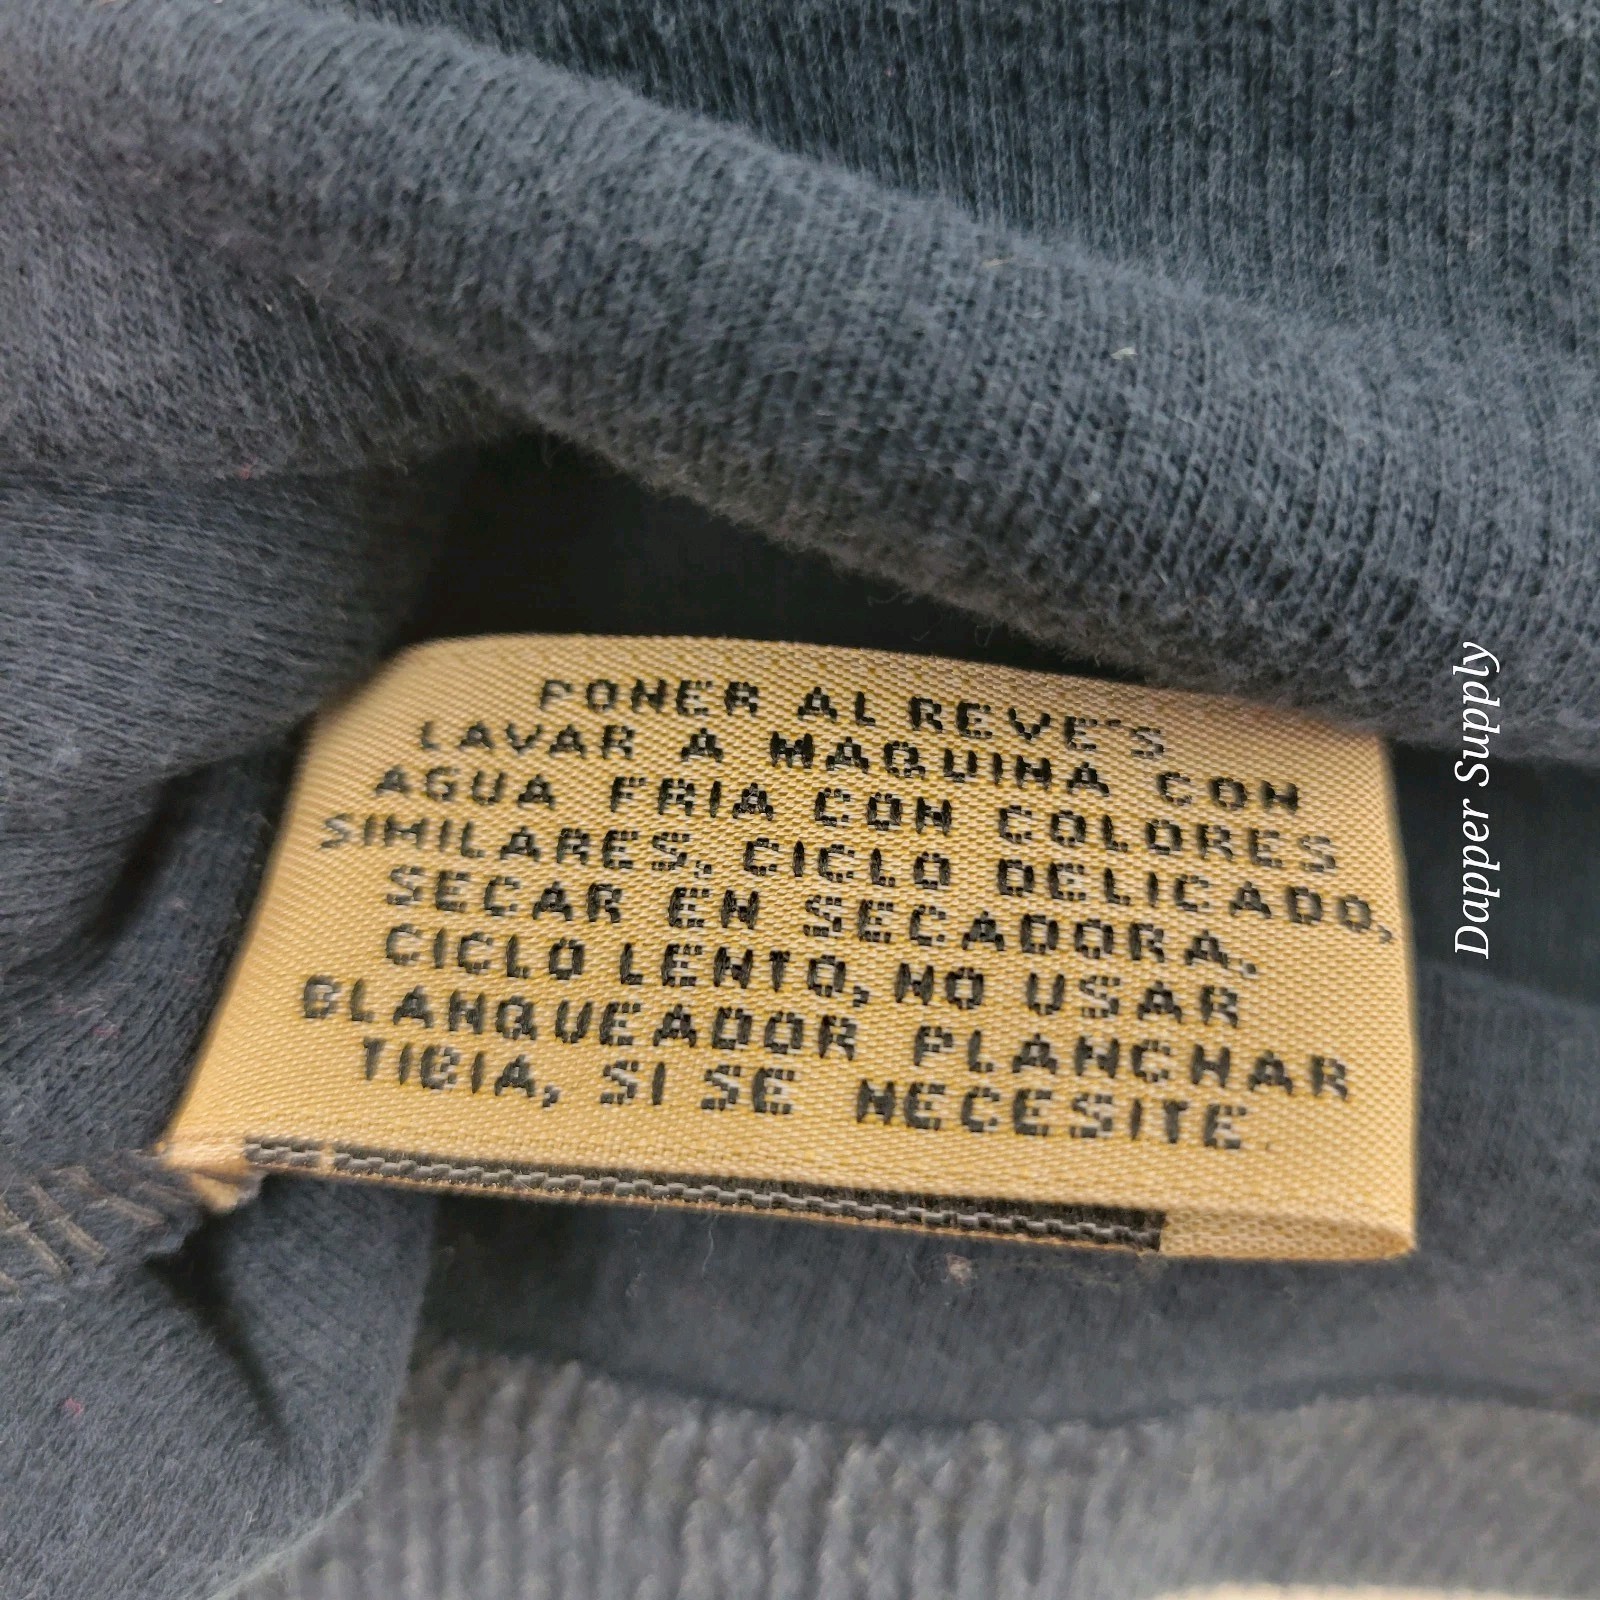 PONER AL REVE'S
LAVAR A MAQUINA CON
AGUA FRIA CON COLORES
SIMILARES, CICLO DELICADO,
SECAR EN SECADORA,
CICLO LENTO, NO USAR
BLANQUEADOR PLANCHAR
TIBIA, SI SE NECESITE.
Dapper Supply